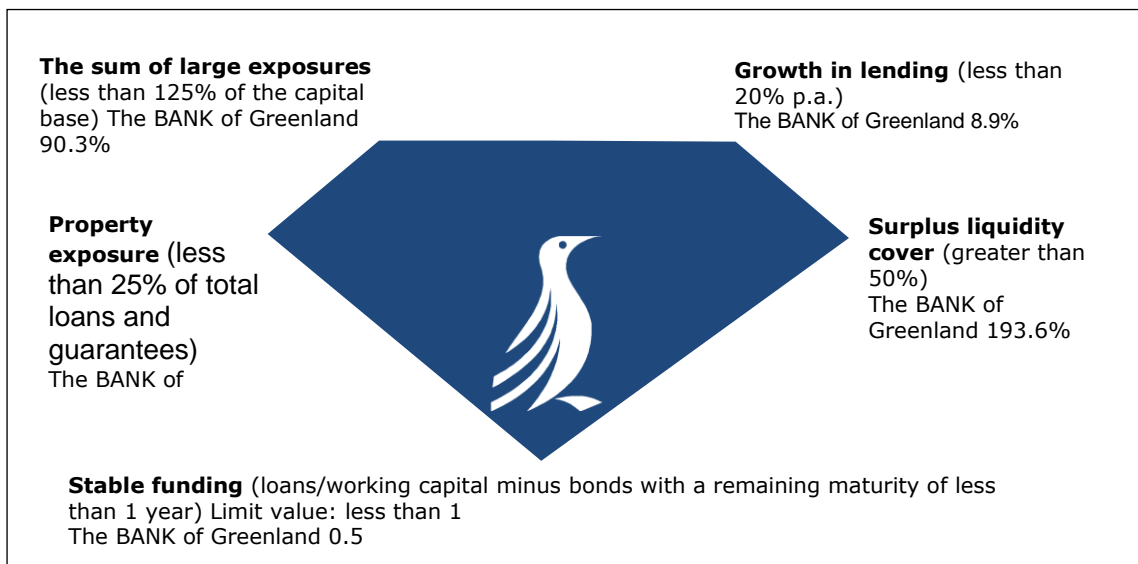 The sum of large exposures
(less than 125% of the capital
base) The BANK of Greenland
90.3%
Growth in lending (less than
20% p.a.)
The BANK of Greenland 8.9%
Property
exposure (less
than 25% of total
loans and
guarantees)
The BANK of
Surplus liquidity
cover (greater than
50%)
The BANK of
Greenland 193.6%
Stable funding (loans/working capital minus bonds with a remaining maturity of less
than 1 year) Limit value: less than 1
The BANK of Greenland 0.5